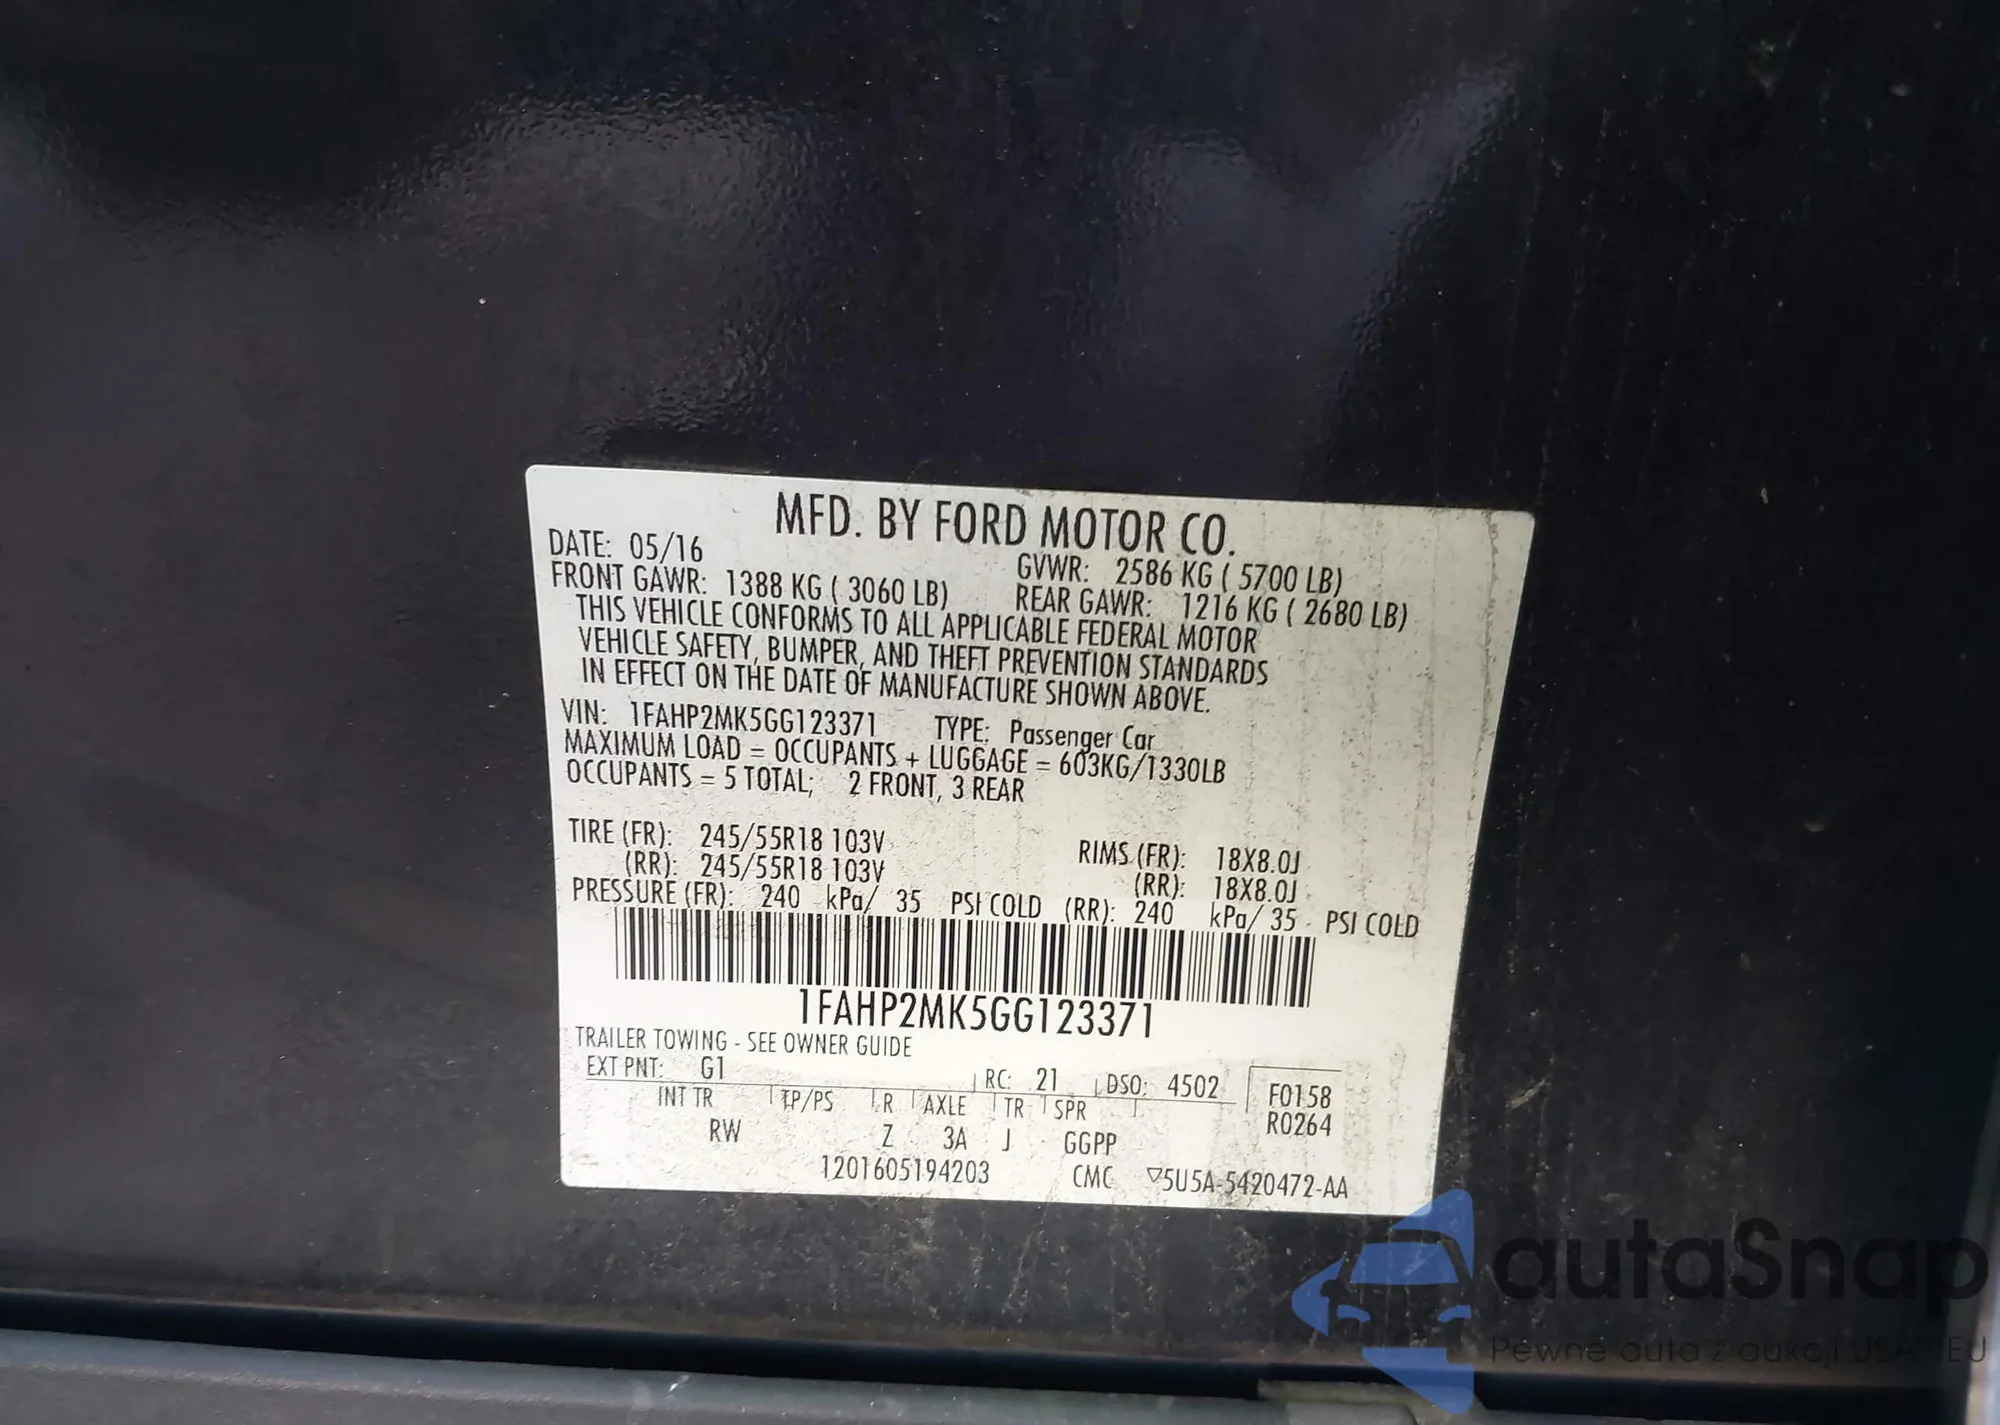 MFD. BY FORD MOTOR CO.
DATE: 05/16 GVWR: 2586 KG ( 5700 LB)
FRONT GAWR: 1388 KG ( 3060 LB) REAR GAWR: 1216 KG ( 2680 LB)
THIS VEHICLE CONFORMS TO ALL APPLICABLE FEDERAL MOTOR
VEHICLE SAFETY, BUMPER, AND THEFT PREVENTION STANDARDS
IN EFFECT ON THE DATE OF MANUFACTURE SHOWN ABOVE.
VIN: 1FAHP2MK5GG123371 TYPE: Passenger Car
MAXIMUM LOAD = OCCUPANTS + LUGGAGE = 603KG/1330LB
OCCUPANTS = 5 TOTAL; 2 FRONT, 3 REAR
TIRE (FR): 245/55R18 103V RIMS (FR): 18X8.0J
(RR): 245/55R18 103V (RR): 18X8.0J
PRESSURE (FR): 240 kPa/ 35 PSI COLD (RR): 240 kPa/ 35 PSI COLD
1FAHP2MK5GG123371
TRAILER TOWING - SEE OWNER GUIDE
EXT PNT: G1 RC: 21 DSO: 4502 F0158
INT TR TP/PS R AXLE TR SPR R0264
RW Z 3A J GGPP
1201605194203 CMC ▽5U5A-5420472-AA
autaSnap
Pewne auta z aukcji USA i EU